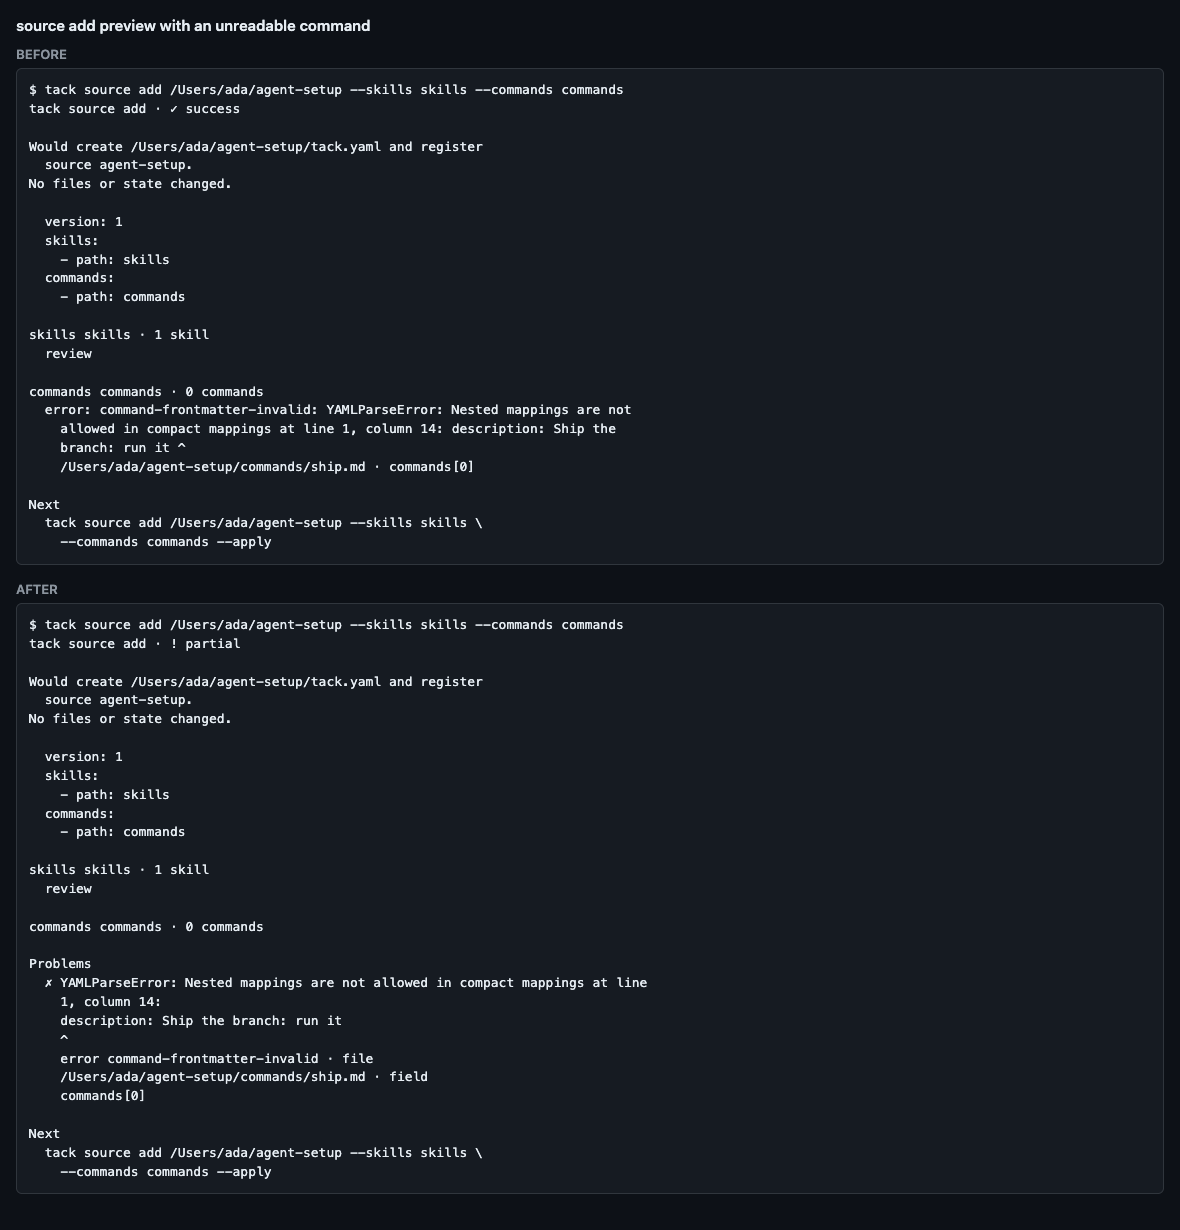 source add preview with an unreadable command
BEFORE
$ tack source add /Users/ada/agent-setup --skills skills --commands commands
tack source add · ✓ success
Would create /Users/ada/agent-setup/tack.yaml and register
source agent-setup.
No files or state changed.
version: 1
skills:
– path: skills
commands:
– path: commands
skills skills · 1 skill
review
commands commands · 0 commands
error: command-frontmatter-invalid: YAMLParseError: Nested mappings are not
allowed in compact mappings at line 1, column 14: description: Ship the
branch: run it ^
/Users/ada/agent-setup/commands/ship.md · commands[0]
Next
tack source add /Users/ada/agent-setup --skills skills \
--commands commands --apply
AFTER
$ tack source add /Users/ada/agent-setup --skills skills --commands commands
tack source add · ! partial
Would create /Users/ada/agent-setup/tack.yaml and register
source agent-setup.
No files or state changed.
version: 1
skills:
– path: skills
commands:
– path: commands
skills skills · 1 skill
review
commands commands · 0 commands
Problems
✗ YAMLParseError: Nested mappings are not allowed in compact mappings at line
1, column 14:
description: Ship the branch: run it
^
error command-frontmatter-invalid · file
/Users/ada/agent-setup/commands/ship.md · field
commands[0]
Next
tack source add /Users/ada/agent-setup --skills skills \
--commands commands --apply